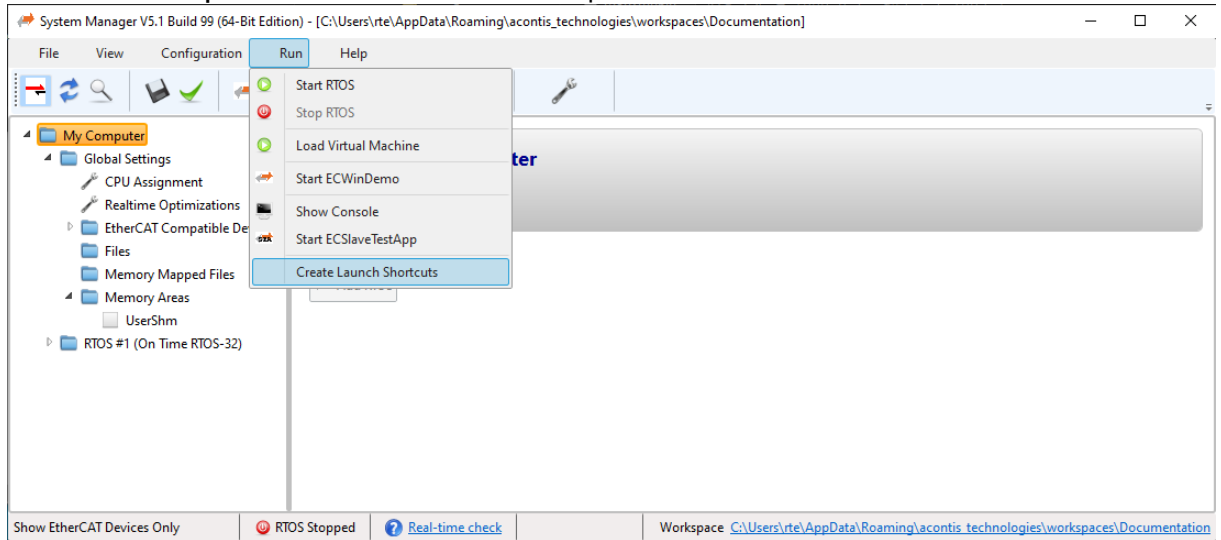 System Manager V5.1 Build 99 (64-Bit Edition) - [C:\Users\rte\AppData\Roaming\acontis_technologies\workspaces\Documentation]
File View Configuration Run Help
Start RTOS
Stop RTOS
Load Virtual Machine
Start ECWinDemo
Show Console
Start ECSlaveTestApp
Create Launch Shortcuts
My Computer
Global Settings
CPU Assignment
Realtime Optimizations
EtherCAT Compatible De
Files
Memory Mapped Files
Memory Areas
UserShm
RTOS #1 (On Time RTOS-32)
ter
Show EtherCAT Devices Only RTOS Stopped Real-time check Workspace C:\Users\rte\AppData\Roaming\acontis_technologies\workspaces\Documentation